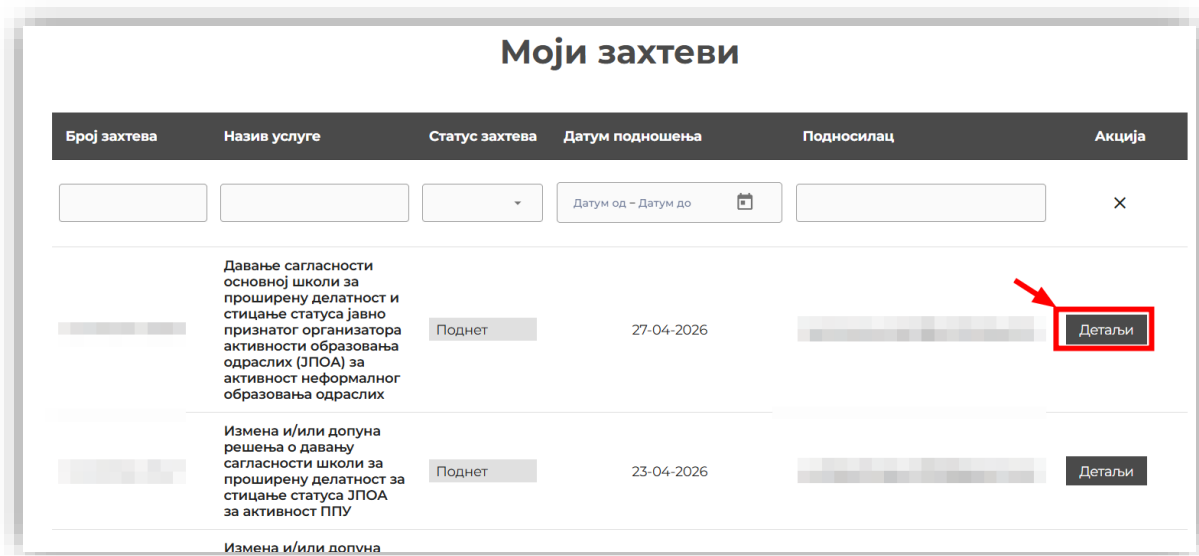 Моји захтеви
Број захтева Назив услуге Статус захтева Датум подношења Подносилац Акција
Датум од – Датум до
Давање сагласности
основној школи за
проширену делатност и
стицање статуса јавно
признатог организатора
активности образовања
одраслих (ЈПОА) за
активност неформалног
образовања одраслих
Поднет
27-04-2026
Детаљи
Измена и/или допуна
решења о давању
сагласности школи за
проширену делатност за
стицање статуса ЈПОА
за активност ППУ
Поднет
23-04-2026
Детаљи
Измена и/или допуна